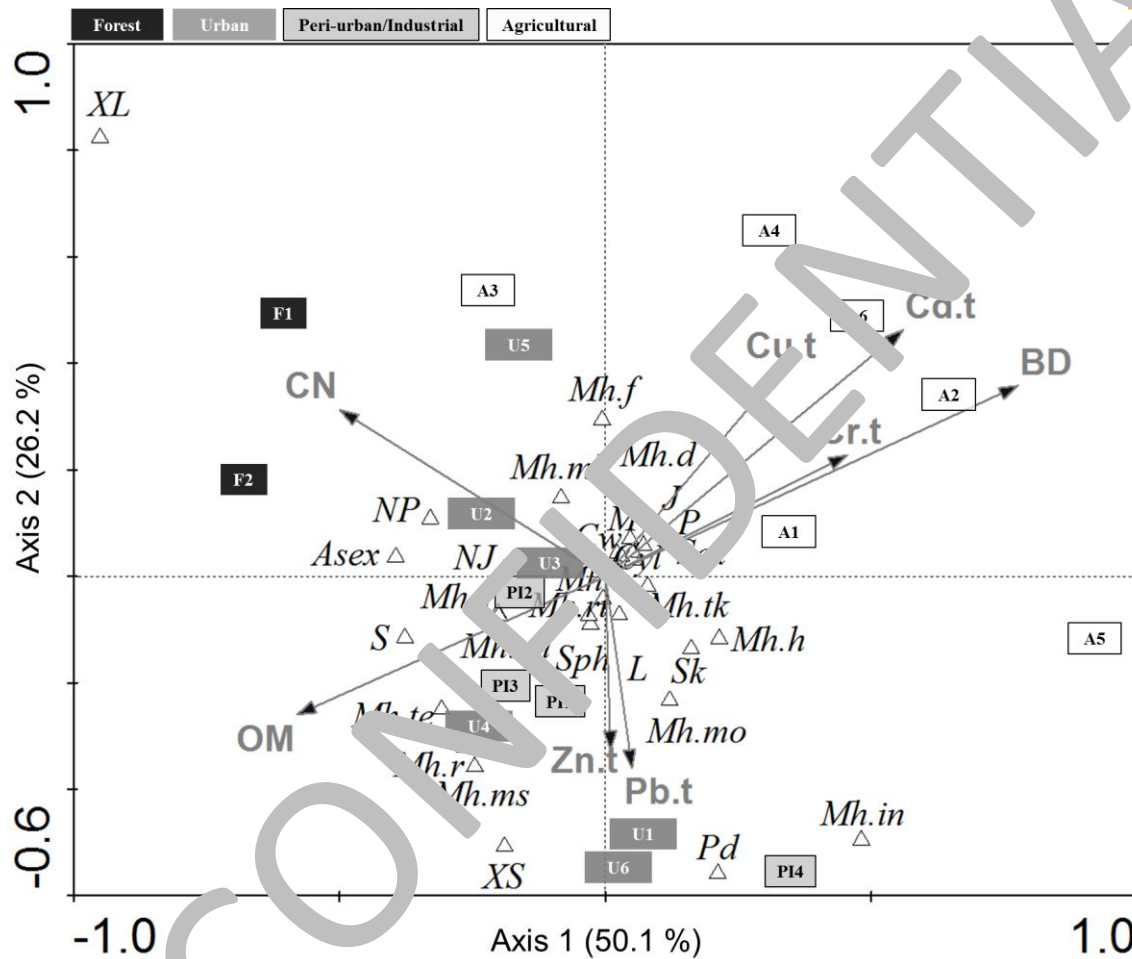 Forest Urban Peri-urban/Industrial Agricultural
1.0
XL
A4
A3
F1
Cd.t
U5
Cu.t
BD
CN
Mh.f
A2
Cr.t
Mh.d
F2
J
NP
U2
P
A1
Asex
NJ
U3
PI2
Mh.tk
S
Mh.h
A5
Sph
L
Sk
PI3
OM
U4
Mh.mo
Zn.t
Mh.r
Pb.t
Mh.ms
Mh.in
U1
Pd
XS
U6
PI4
Axis 2 (26.2 %)
-0.6
-1.0
Axis 1 (50.1 %)
1.0
CONFIDENTIA